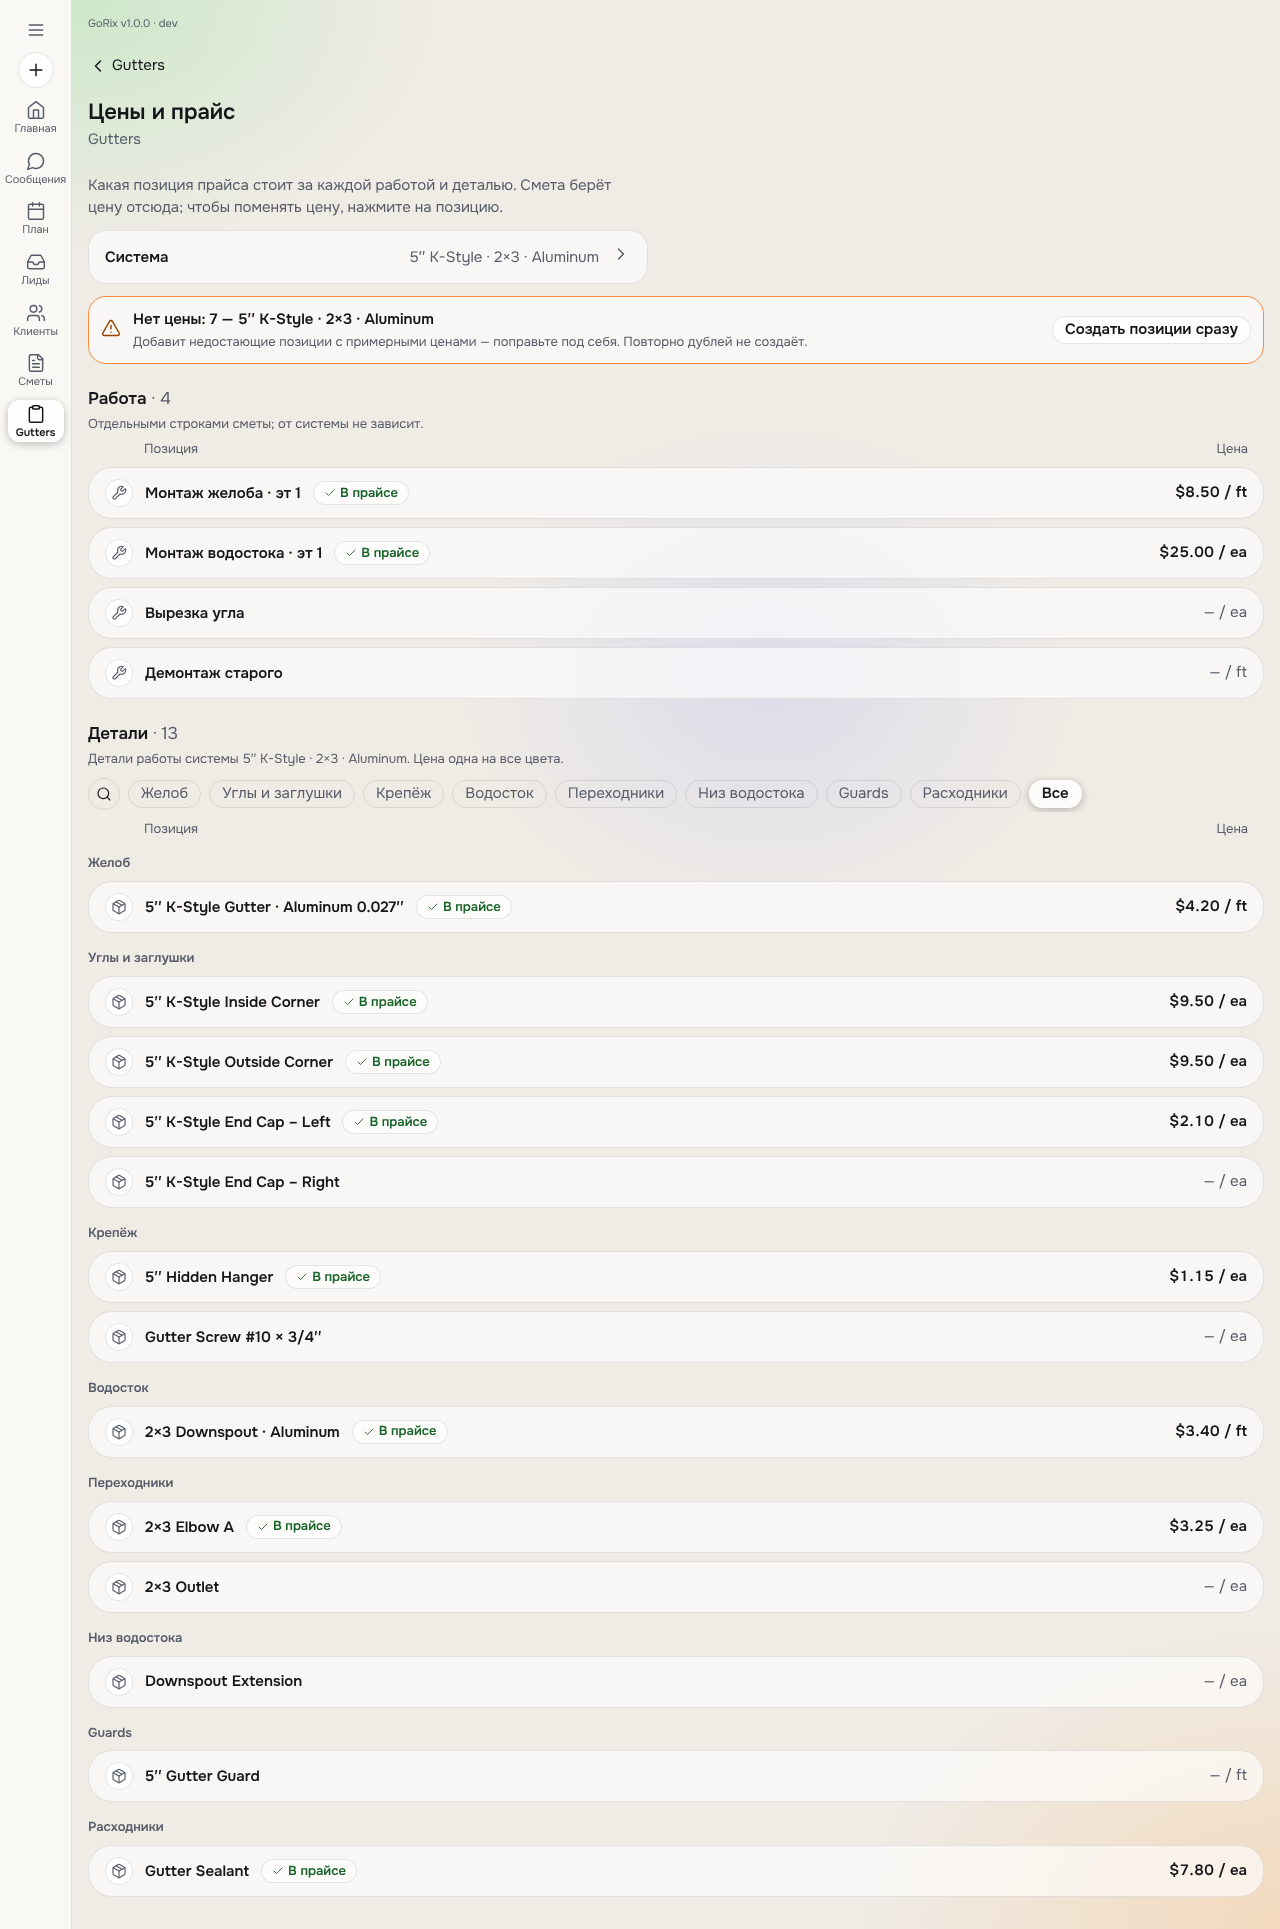 GoRix v1.0.0 · dev
Gutters
Главная
Сообщения
План
Лиды
Клиенты
Сметы
Gutters
Цены и прайс
Gutters
Какая позиция прайса стоит за каждой работой и деталью. Смета берёт
цену отсюда; чтобы поменять цену, нажмите на позицию.
Система 5″ K-Style · 2×3 · Aluminum
Нет цены: 7 — 5″ K-Style · 2×3 · Aluminum
Добавит недостающие позиции с примерными ценами — поправьте под себя. Повторно дублей не создаёт.
Создать позиции сразу
Работа · 4
Отдельными строками сметы; от системы не зависит.
Позиция Цена
Монтаж желоба · эт 1 В прайсе $8.50 / ft
Монтаж водостока · эт 1 В прайсе $25.00 / ea
Вырезка угла — / ea
Демонтаж старого — / ft
Детали · 13
Детали работы системы 5″ K-Style · 2×3 · Aluminum. Цена одна на все цвета.
Желоб Углы и заглушки Крепёж Водосток Переходники Низ водостока Guards Расходники Все
Позиция Цена
Желоб
5″ K-Style Gutter · Aluminum 0.027″ В прайсе $4.20 / ft
Углы и заглушки
5″ K-Style Inside Corner В прайсе $9.50 / ea
5″ K-Style Outside Corner В прайсе $9.50 / ea
5″ K-Style End Cap – Left В прайсе $2.10 / ea
5″ K-Style End Cap – Right — / ea
Крепёж
5″ Hidden Hanger В прайсе $1.15 / ea
Gutter Screw #10 × 3/4″ — / ea
Водосток
2×3 Downspout · Aluminum В прайсе $3.40 / ft
Переходники
2×3 Elbow A В прайсе $3.25 / ea
2×3 Outlet — / ea
Низ водостока
Downspout Extension — / ea
Guards
5″ Gutter Guard — / ft
Расходники
Gutter Sealant В прайсе $7.80 / ea